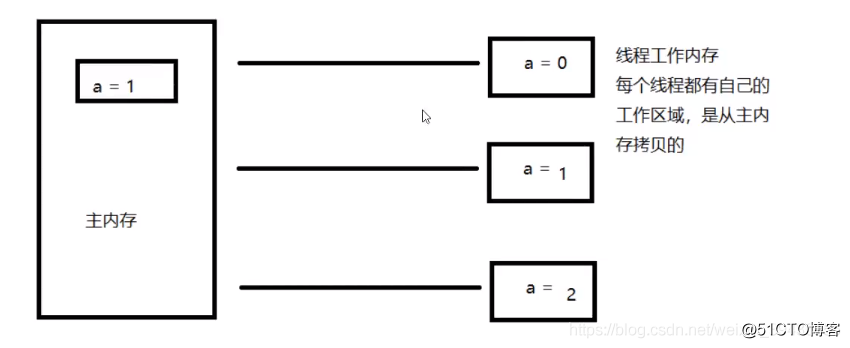 a = 1
主内存
a = 0
a = 1
a = 2
线程工作内存
每个线程都有自己的
工作区域，是从主内
存拷贝的
https://blog.csdn.net/wei
@51CTO博客